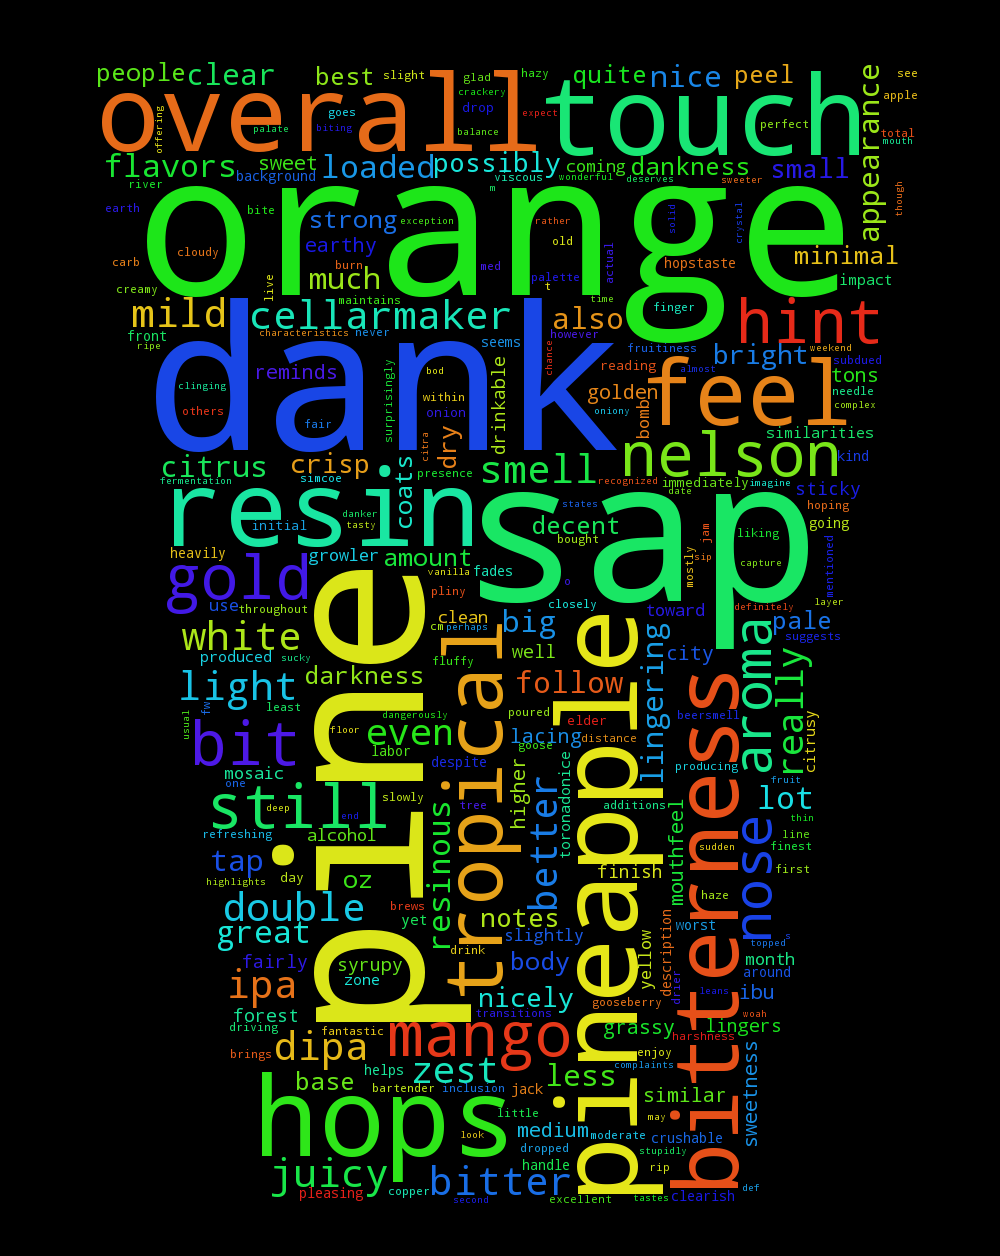 people clear best slight glad hazy quite nice peel see
overall touch
crackery drop goes expect apple
offering palate biting balance perfect total mouth
appearance
flavors sweet loaded possibly coming dankness small
river background viscous wonderful deserves sweeter though
orange
m
earth bite strong exception rather solid crystal
cloudy earthy old actual minimal
carb burn med palette hopstaste impact
creamy live much t time finger
maintains
mild cellarmaker also hint
front characteristics never seems however chance fruitiness bright weekend
ripe subdued
dank
feel
reminds bod reading almost tons
clinging surprisingly within drinkable golden needle
others onion oniony bomb complex
fair citra dry nelson similarities
citrus crisp smell kind
fermentation simcoe coats presence recognized immediately imagine
resin sap
danker states date sticky
initial tasty decent hoping
bought jam liking going
heavily growler amount mostly sip capture mentioned
gold vanilla fades
pliny o closely toward definitely layer
use throughout
white clean cm perhaps big pale
suggests
produced sucky fluffy well city aroma really
pine tropical pineapple bitterness
light darkness follow lingering
least dangerously poured elder beersmell
usual fw floor lacing distance citrusy
bit even goose
labor despite toronadonice producing
mosaic higher better fruit
one deep slowly tree additions lot
still end resinous mouthfeel thin
refreshing alcohol nose line
tap finish sudden finest
highlights day oz haze first
double brews yet notes worst
great drink slightly description topped s
fairly syrupy body yellow month
zone drier around
ipa nicely gooseberry leans ibu
forest transitions woah
driving fantastic grassy lingers
dipa mango harshness
brings enjoy
helps zest less complaints sweetness
base bartender inclusion jack similar
hops little may
look medium moderate crushable
dropped stupidly
juicy handle rip
pleasing copper bitter def
second excellent tastes clearish